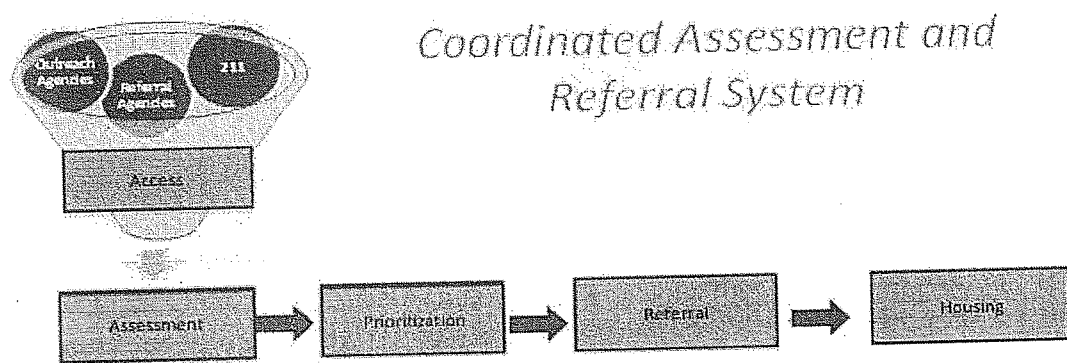 Coordinated Assessment and
Referral System
Outreach
Agencies
Referral
Agencies
211
Access
Assessment
Prioritization
Referral
Housing